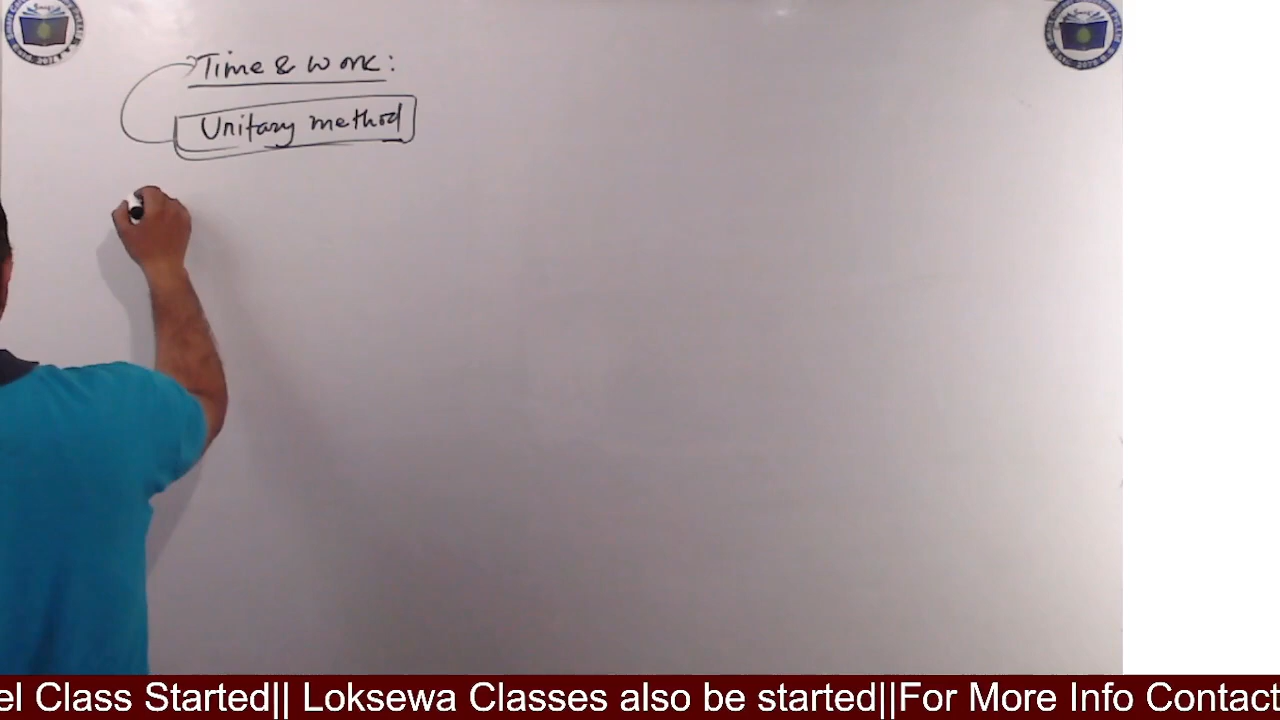 Time & Work:
Unitary method
el Class Started|| Loksewa Classes also be started||For More Info Contact